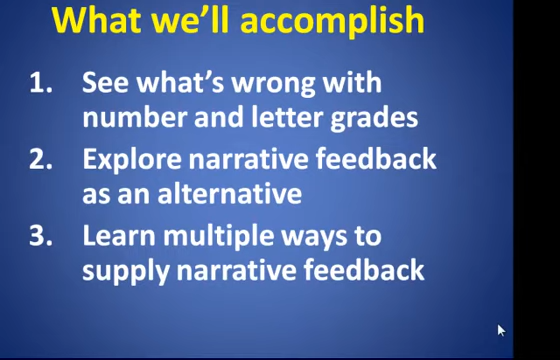 What we'll accomplish
1. See what's wrong with
number and letter grades
2. Explore narrative feedback
as an alternative
3. Learn multiple ways to
supply narrative feedback